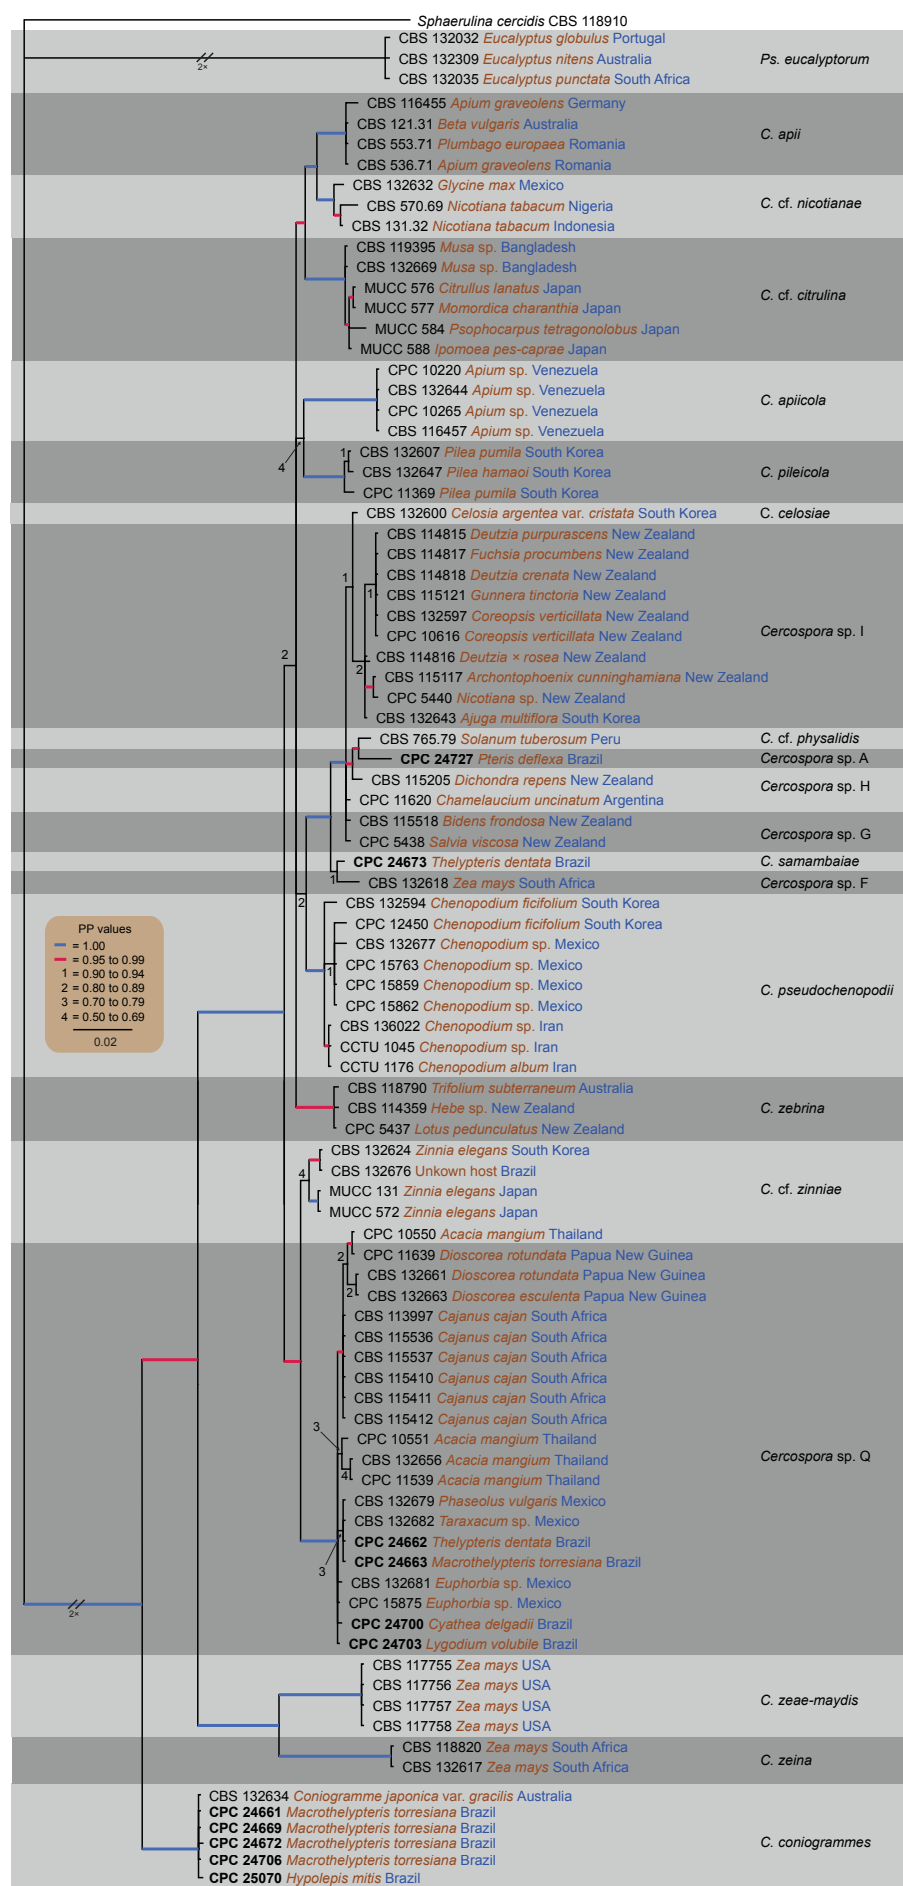 Sphaerulina cercidis CBS 118910
CBS 132032 Eucalyptus globulus Portugal
2×
CBS 132309 Eucalyptus nitens Australia
Ps. eucalyptorum
CBS 132035 Eucalyptus punctata South Africa
CBS 116455 Apium graveolens Germany
CBS 121.31 Beta vulgaris Australia
C. apii
CBS 553.71 Plumbago europaea Romania
CBS 536.71 Apium graveolens Romania
CBS 132632 Glycine max Mexico
CBS 570.69 Nicotiana tabacum Nigeria
C. cf. nicotianae
CBS 131.32 Nicotiana tabacum Indonesia
CBS 119395 Musa sp. Bangladesh
CBS 132669 Musa sp. Bangladesh
MUCC 576 Citrullus lanatus Japan
C. cf. citrulina
MUCC 577 Momordica charanthia Japan
MUCC 584 Psophocarpus tetragonolobus Japan
MUCC 588 Ipomoea pes-caprae Japan
CPC 10220 Apium sp. Venezuela
CBS 132644 Apium sp. Venezuela
C. apiicola
CPC 10265 Apium sp. Venezuela
CBS 116457 Apium sp. Venezuela
1
CBS 132607 Pilea pumila South Korea
4
CBS 132647 Pilea hamaoi South Korea
C. pileicola
CPC 11369 Pilea pumila South Korea
CBS 132600 Celosia argentea var. cristata South Korea
C. celosiae
CBS 114815 Deutzia purpurascens New Zealand
CBS 114817 Fuchsia procumbens New Zealand
1
CBS 114818 Deutzia crenata New Zealand
1
CBS 115121 Gunnera tinctoria New Zealand
CBS 132597 Coreopsis verticillata New Zealand
CPC 10616 Coreopsis verticillata New Zealand
Cercospora sp. I
2
CBS 114816 Deutzia × rosea New Zealand
2
CBS 115117 Archontophoenix cunninghamiana New Zealand
CPC 5440 Nicotiana sp. New Zealand
CBS 132643 Ajuga multiflora South Korea
CBS 765.79 Solanum tuberosum Peru
C. cf. physalidis
CPC 24727 Pteris deflexa Brazil
Cercospora sp. A
CBS 115205 Dichondra repens New Zealand
Cercospora sp. H
CPC 11620 Chamelaucium uncinatum Argentina
CBS 115518 Bidens frondosa New Zealand
Cercospora sp. G
CPC 5438 Salvia viscosa New Zealand
CPC 24673 Thelypteris dentata Brazil
C. samambaiae
1
CBS 132618 Zea mays South Africa
Cercospora sp. F
2
CBS 132594 Chenopodium ficifolium South Korea
CPC 12450 Chenopodium ficifolium South Korea
CBS 132677 Chenopodium sp. Mexico
1
CPC 15763 Chenopodium sp. Mexico
CPC 15859 Chenopodium sp. Mexico
C. pseudochenopodii
CPC 15862 Chenopodium sp. Mexico
CBS 136022 Chenopodium sp. Iran
CCTU 1045 Chenopodium sp. Iran
CCTU 1176 Chenopodium album Iran
PP values
= 1.00
= 0.95 to 0.99
1 = 0.90 to 0.94
2 = 0.80 to 0.89
3 = 0.70 to 0.79
4 = 0.50 to 0.69
0.02
CBS 118790 Trifolium subterraneum Australia
CBS 114359 Hebe sp. New Zealand
C. zebrina
CPC 5437 Lotus pedunculatus New Zealand
CBS 132624 Zinnia elegans South Korea
4
CBS 132676 Unkown host Brazil
MUCC 131 Zinnia elegans Japan
C. cf. zinniae
MUCC 572 Zinnia elegans Japan
CPC 10550 Acacia mangium Thailand
2
CPC 11639 Dioscorea rotundata Papua New Guinea
CBS 132661 Dioscorea rotundata Papua New Guinea
2
CBS 132663 Dioscorea esculenta Papua New Guinea
CBS 113997 Cajanus cajan South Africa
CBS 115536 Cajanus cajan South Africa
CBS 115537 Cajanus cajan South Africa
CBS 115410 Cajanus cajan South Africa
CBS 115411 Cajanus cajan South Africa
CBS 115412 Cajanus cajan South Africa
3
CPC 10551 Acacia mangium Thailand
CBS 132656 Acacia mangium Thailand
Cercospora sp. Q
4
CPC 11539 Acacia mangium Thailand
CBS 132679 Phaseolus vulgaris Mexico
CBS 132682 Taraxacum sp. Mexico
CPC 24662 Thelypteris dentata Brazil
CPC 24663 Macrothelypteris torresiana Brazil
3
CBS 132681 Euphorbia sp. Mexico
CPC 15875 Euphorbia sp. Mexico
2×
CPC 24700 Cyathea delgadii Brazil
CPC 24703 Lygodium volubile Brazil
CBS 117755 Zea mays USA
CBS 117756 Zea mays USA
C. zeae-maydis
CBS 117757 Zea mays USA
CBS 117758 Zea mays USA
CBS 118820 Zea mays South Africa
C. zeina
CBS 132617 Zea mays South Africa
CBS 132634 Coniogramme japonica var. gracilis Australia
CPC 24661 Macrothelypteris torresiana Brazil
CPC 24669 Macrothelypteris torresiana Brazil
CPC 24672 Macrothelypteris torresiana Brazil
C. coniogrammes
CPC 24706 Macrothelypteris torresiana Brazil
CPC 25070 Hypolepis mitis Brazil